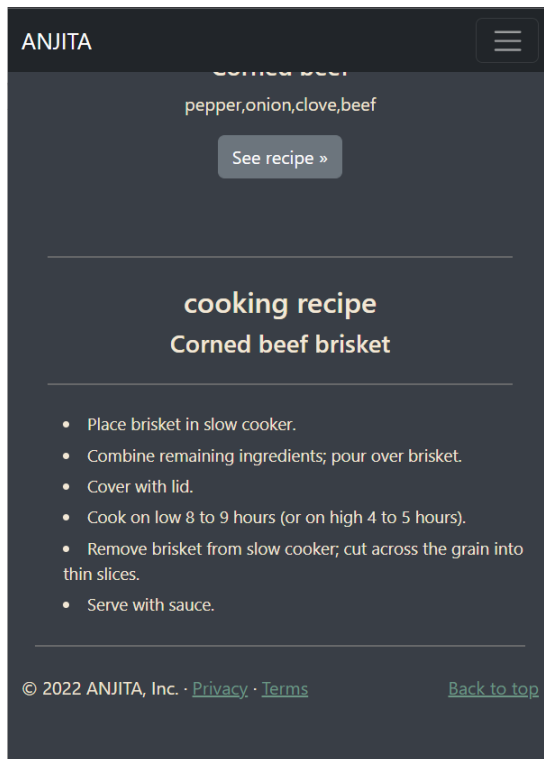 ANJITA
Corned beef
pepper,onion,clove,beef
See recipe »
cooking recipe
Corned beef brisket
• Place brisket in slow cooker.
• Combine remaining ingredients; pour over brisket.
• Cover with lid.
• Cook on low 8 to 9 hours (or on high 4 to 5 hours).
• Remove brisket from slow cooker; cut across the grain into
thin slices.
• Serve with sauce.
© 2022 ANJITA, Inc. · Privacy · Terms
Back to top